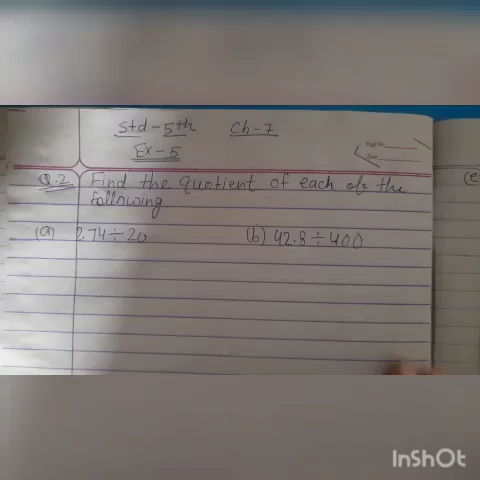 Std-5th Ch-7
Ex-5
Q.2 Find the quotient of each of the
following
(a) 2.74÷20 (b) 42.8÷400
InShOt